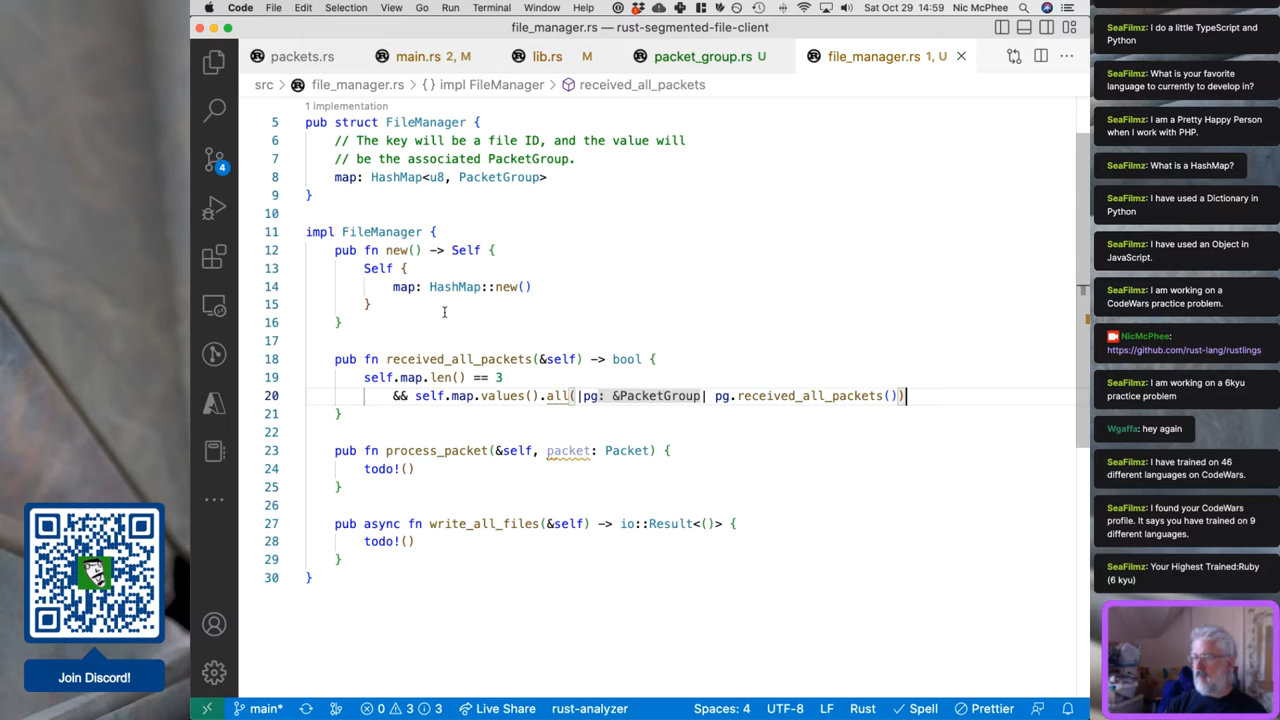 Code File Edit Selection View Go Run Terminal Window Help Sat Oct 29 14:59 Nic McPhee
file_manager.rs — rust-segmented-file-client
packets.rs main.rs 2, M lib.rs M packet_group.rs U file_manager.rs 1, U
src > file_manager.rs > {} impl FileManager > received_all_packets
1 implementation
5 pub struct FileManager {
6 // The key will be a file ID, and the value will
7 // be the associated PacketGroup.
8 map: HashMap<u8, PacketGroup>
9 }
10
11 impl FileManager {
12 pub fn new() -> Self {
13 Self {
14 map: HashMap::new()
15 }
16 }
17
18 pub fn received_all_packets(&self) -> bool {
19 self.map.len() == 3
20 && self.map.values().all(|pg: &PacketGroup| pg.received_all_packets())
21 }
22
23 pub fn process_packet(&self, packet: Packet) {
24 todo!()
25 }
26
27 pub async fn write_all_files(&self) -> io::Result<()> {
28 todo!()
29 }
30 }
4
Join Discord!
main* 0 3 3 Live Share rust-analyzer Spaces: 4 UTF-8 LF Rust Spell Prettier
SeaFilmz: I do a little TypeScript and
Python
SeaFilmz: What is your favorite
language to currently to develop in?
SeaFilmz: I am a Pretty Happy Person
when I work with PHP.
SeaFilmz: What is a HashMap?
SeaFilmz: I have used a Dictionary in
Python
SeaFilmz: I have used an Object in
JavaScript.
SeaFilmz: I am working on a
CodeWars practice problem.
NicMcPhee:
https://github.com/rust-lang/rustlings
SeaFilmz: I am working on a 6kyu
practice problem
Wgaffa: hey again
SeaFilmz: I have trained on 46
different languages on CodeWars.
SeaFilmz: I found your CodeWars
profile. It says you have trained on 9
different languages.
SeaFilmz: Your Highest Trained:Ruby
(6 kyu)